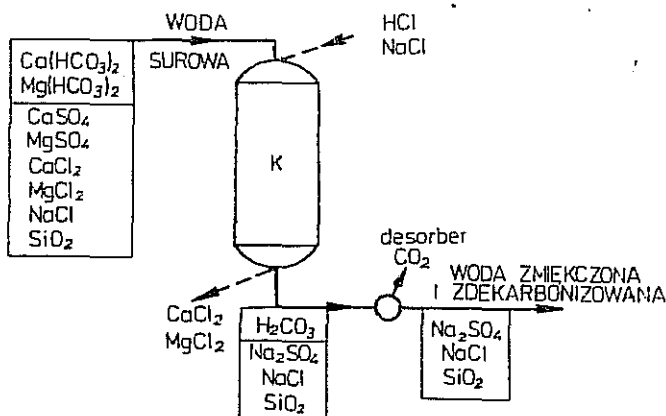 WODA
SUROWA
HCl
NaCl
Ca(HCO₃)₂
Mg(HCO₃)₂
CaSO₄
MgSO₄
CaCl₂
MgCl₂
NaCl
SiO₂
K
desorber
CO₂
WODA ZMIEKCZONA
I ZDEKARBONIZOWANA
CaCl₂
MgCl₂
H₂CO₃
Na₂SO₄
NaCl
SiO₂
Na₂SO₄
NaCl
SiO₂